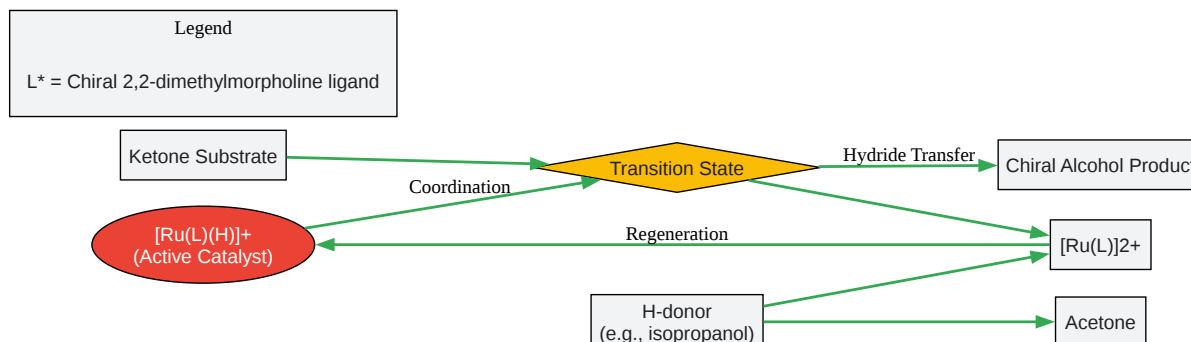 Legend
L* = Chiral 2,2-dimethylmorpholine ligand
Ketone Substrate
Transition State
Hydride Transfer
Chiral Alcohol Product
Coordination
[Ru(L)(H)]+
(Active Catalyst)
Regeneration
[Ru(L)]2+
H-donor
(e.g., isopropanol)
Acetone